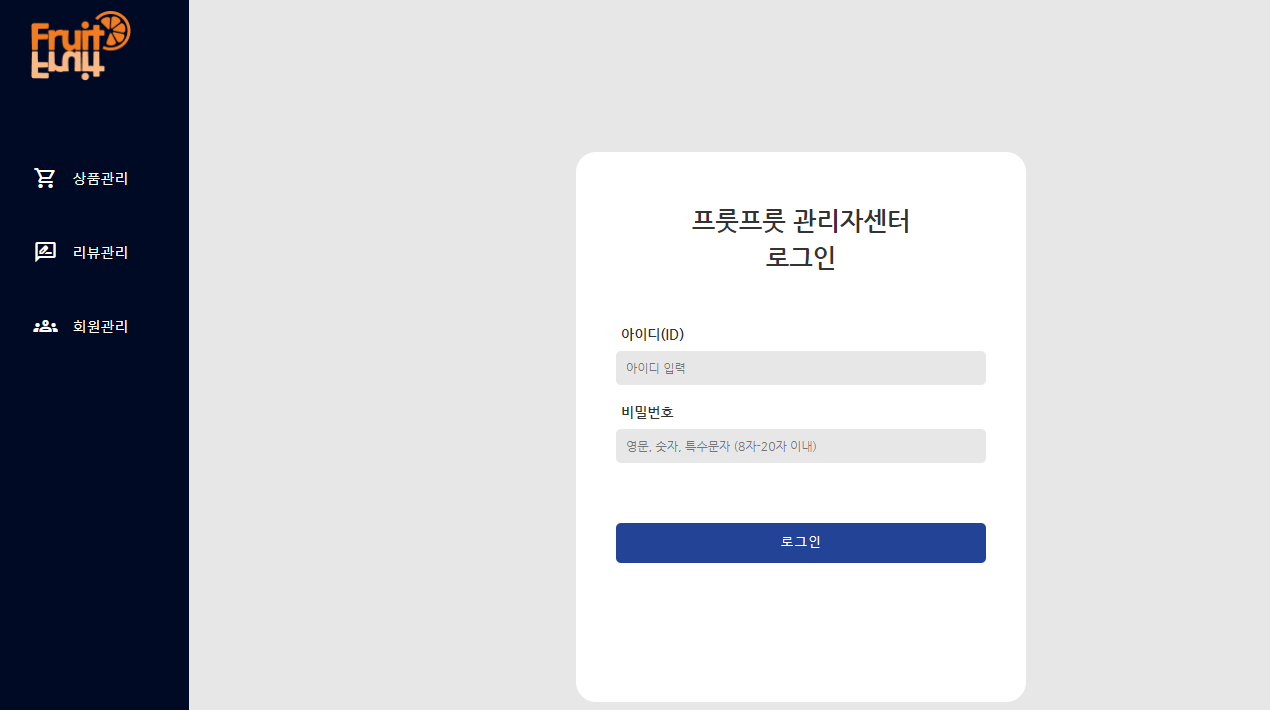 Fruit
Fruit
상품관리
리뷰관리
회원관리
프룻프룻 관리자센터
로그인
아이디(ID)
아이디 입력
비밀번호
영문, 숫자, 특수문자 (8자-20자 이내)
로그인